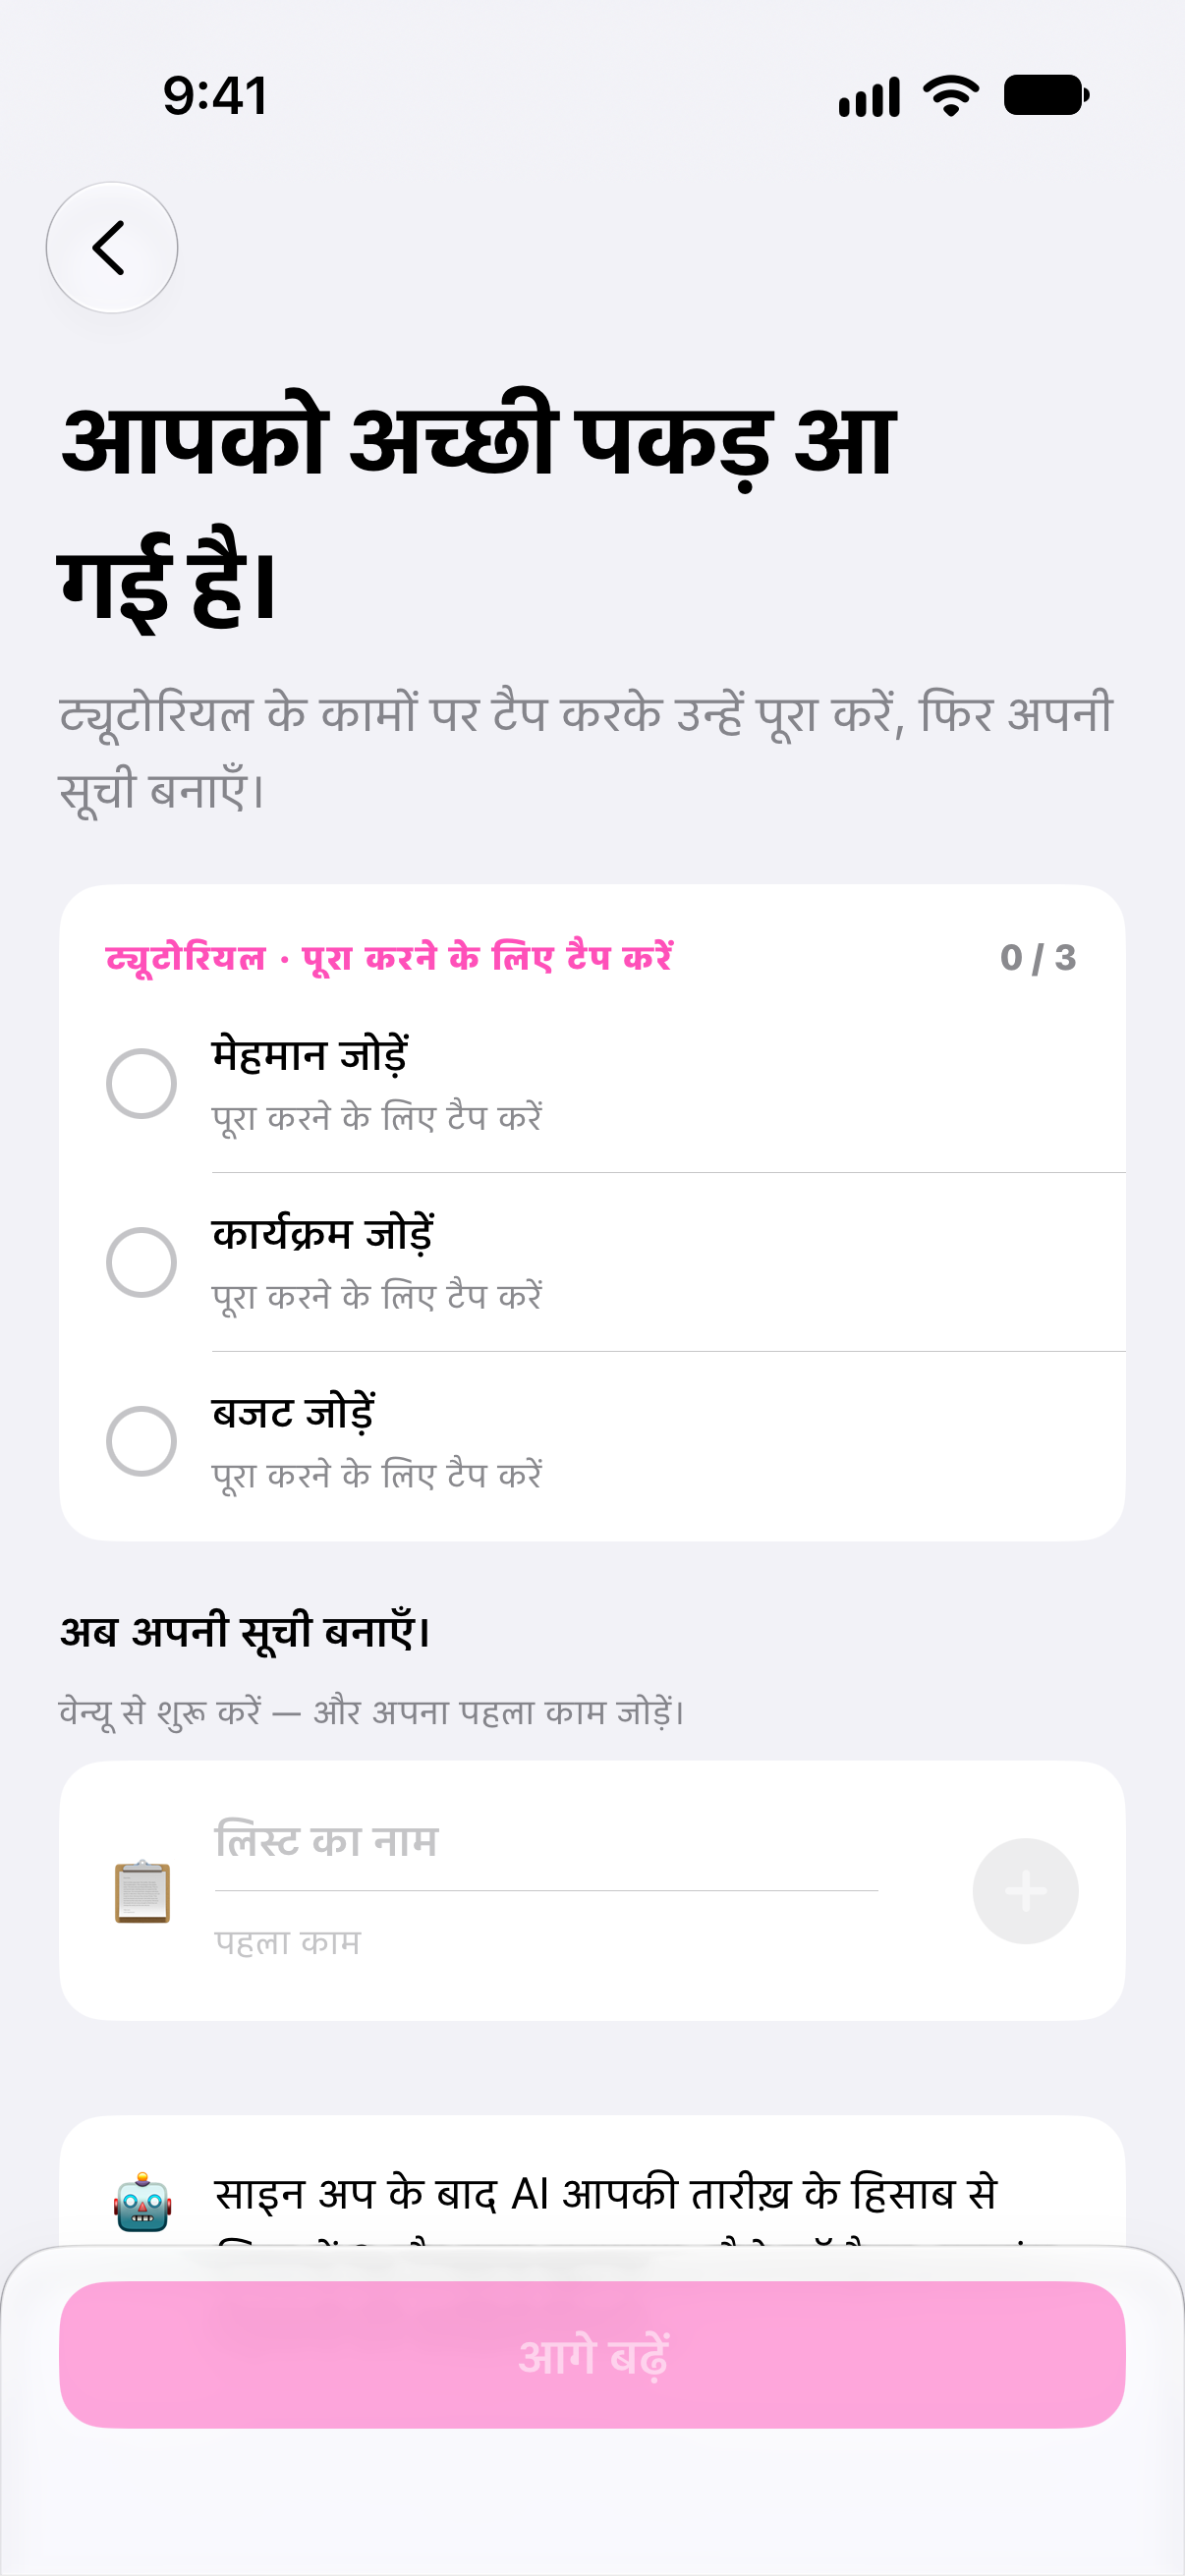 9:41
आपको अच्छी पकड़ आ
गई है।
ट्यूटोरियल के कामों पर टैप करके उन्हें पूरा करें, फिर अपनी
सूची बनाएँ।
ट्यूटोरियल · पूरा करने के लिए टैप करें 0 / 3
मेहमान जोड़ें
पूरा करने के लिए टैप करें
कार्यक्रम जोड़ें
पूरा करने के लिए टैप करें
बजट जोड़ें
पूरा करने के लिए टैप करें
अब अपनी सूची बनाएँ।
वेन्यू से शुरू करें — और अपना पहला काम जोड़ें।
लिस्ट का नाम
पहला काम
साइन अप के बाद AI आपकी तारीख़ के हिसाब से
आगे बढ़ें